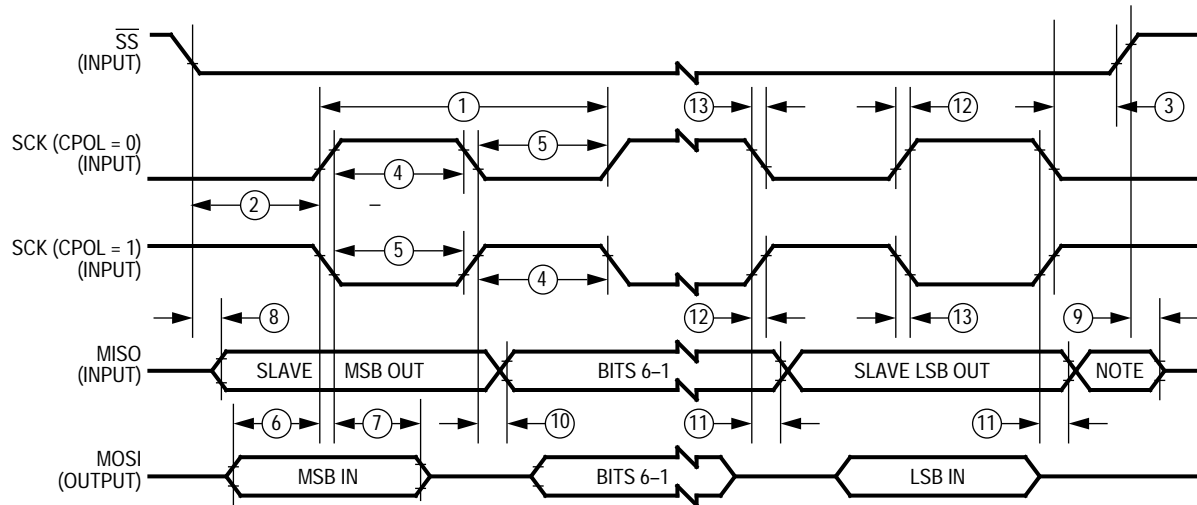 SS
(INPUT)
1
13
12
3
SCK (CPOL = 0)
(INPUT)
5
4
2
SCK (CPOL = 1)
(INPUT)
5
4
8
12
13
9
MISO
(INPUT)
SLAVE MSB OUT
BITS 6–1
SLAVE LSB OUT
NOTE
6
7
10
11
11
MOSI
(OUTPUT)
MSB IN
BITS 6–1
LSB IN